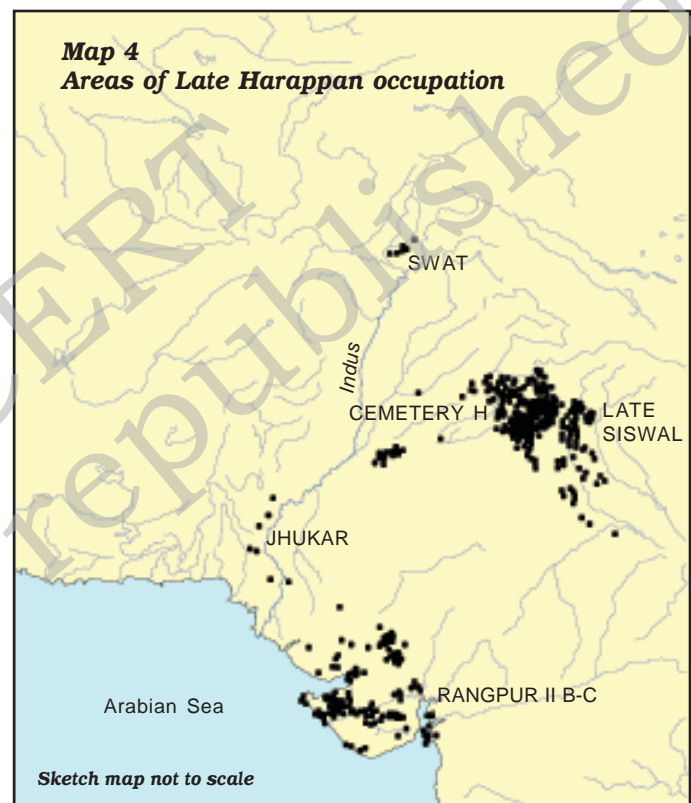 Map 4
Areas of Late Harappan occupation
SWAT
Indus
CEMETERY H
LATE
SISWAL
JHUKAR
RANGPUR II B-C
Arabian Sea
Sketch map not to scale
CERT
republished